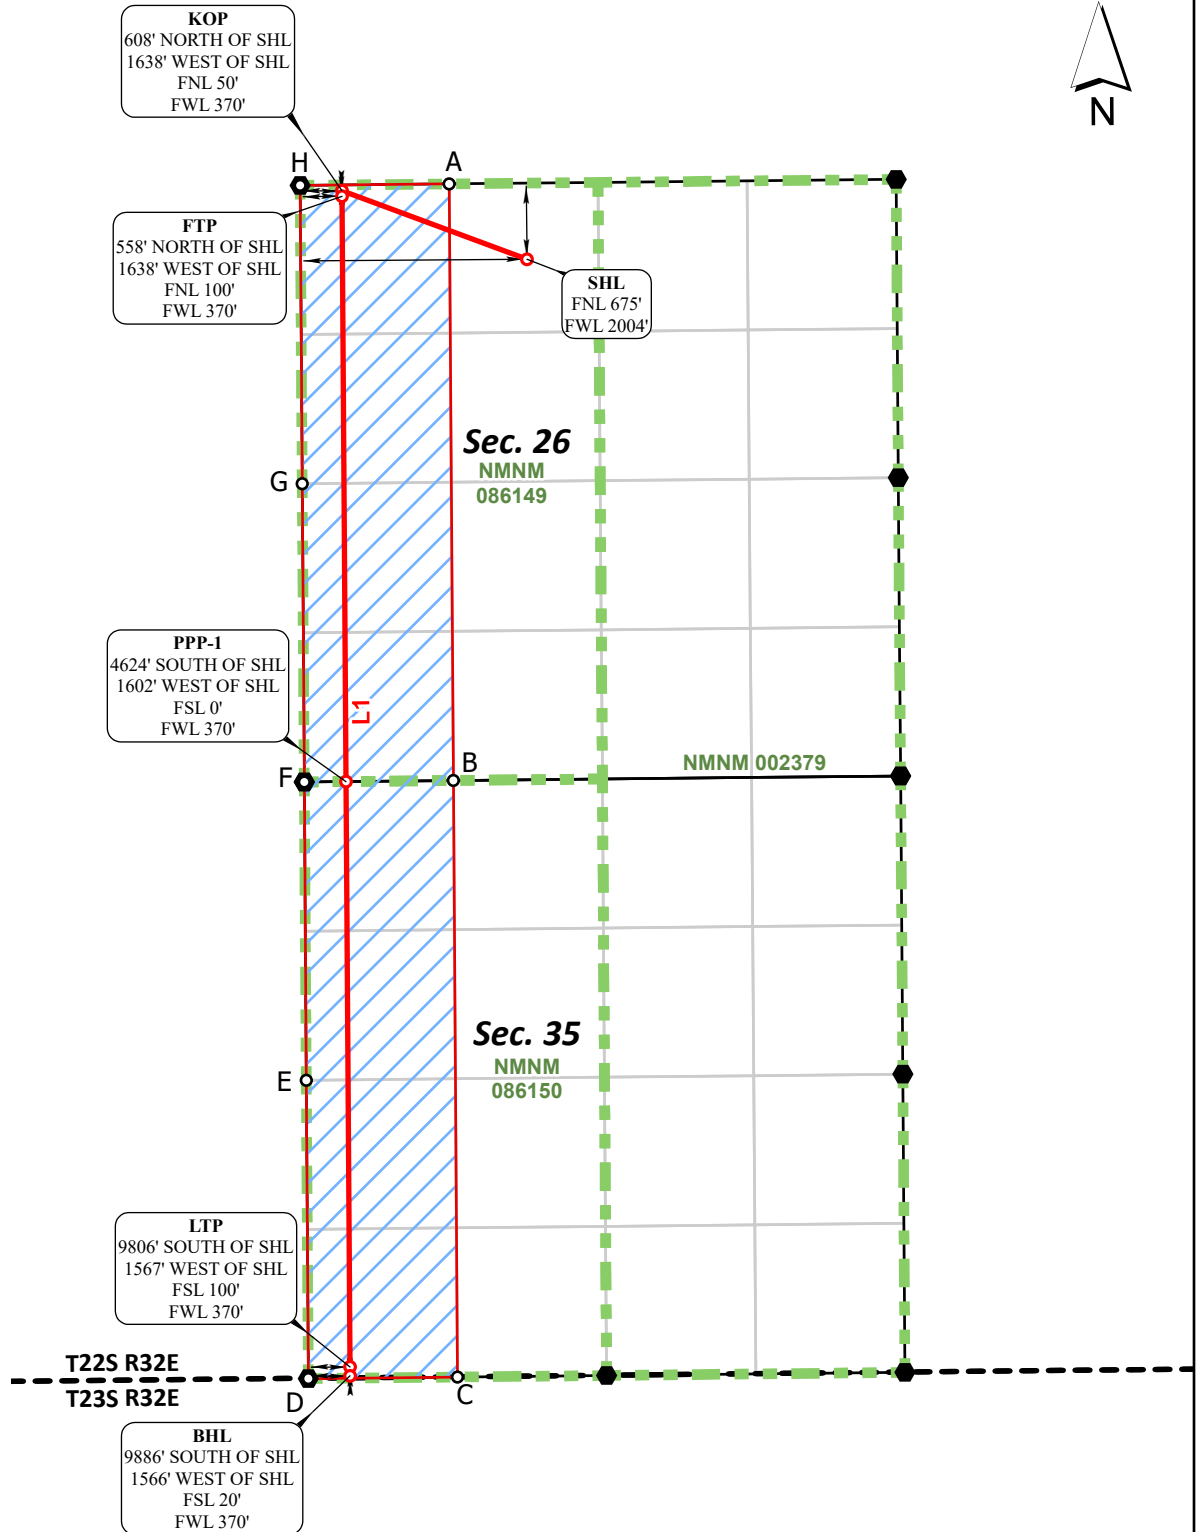 KOP
608' NORTH OF SHL
1638' WEST OF SHL
FNL 50'
FWL 370'
N
H
A
FTP
558' NORTH OF SHL
1638' WEST OF SHL
FNL 100'
FWL 370'
SHL
FNL 675'
FWL 2004'
Sec. 26
NMNM
086149
G
PPP-1
4624' SOUTH OF SHL
1602' WEST OF SHL
FSL 0'
FWL 370'
L1
F
B
NMNM 002379
Sec. 35
NMNM
086150
E
LTP
9806' SOUTH OF SHL
1567' WEST OF SHL
FSL 100'
FWL 370'
T22S R32E
T23S R32E
D
C
BHL
9886' SOUTH OF SHL
1566' WEST OF SHL
FSL 20'
FWL 370'